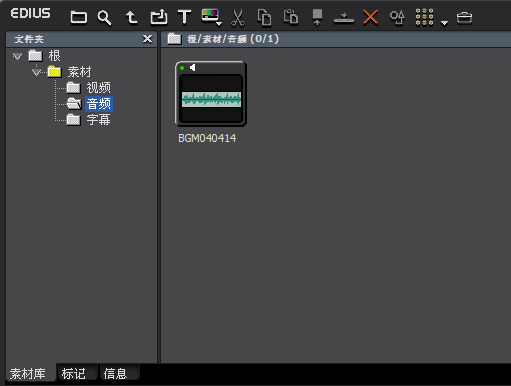 EDIUS
文件夹
根/素材/音频 (0/1)
根
素材
视频
音频
字幕
BGM040414
素材库 标记 信息